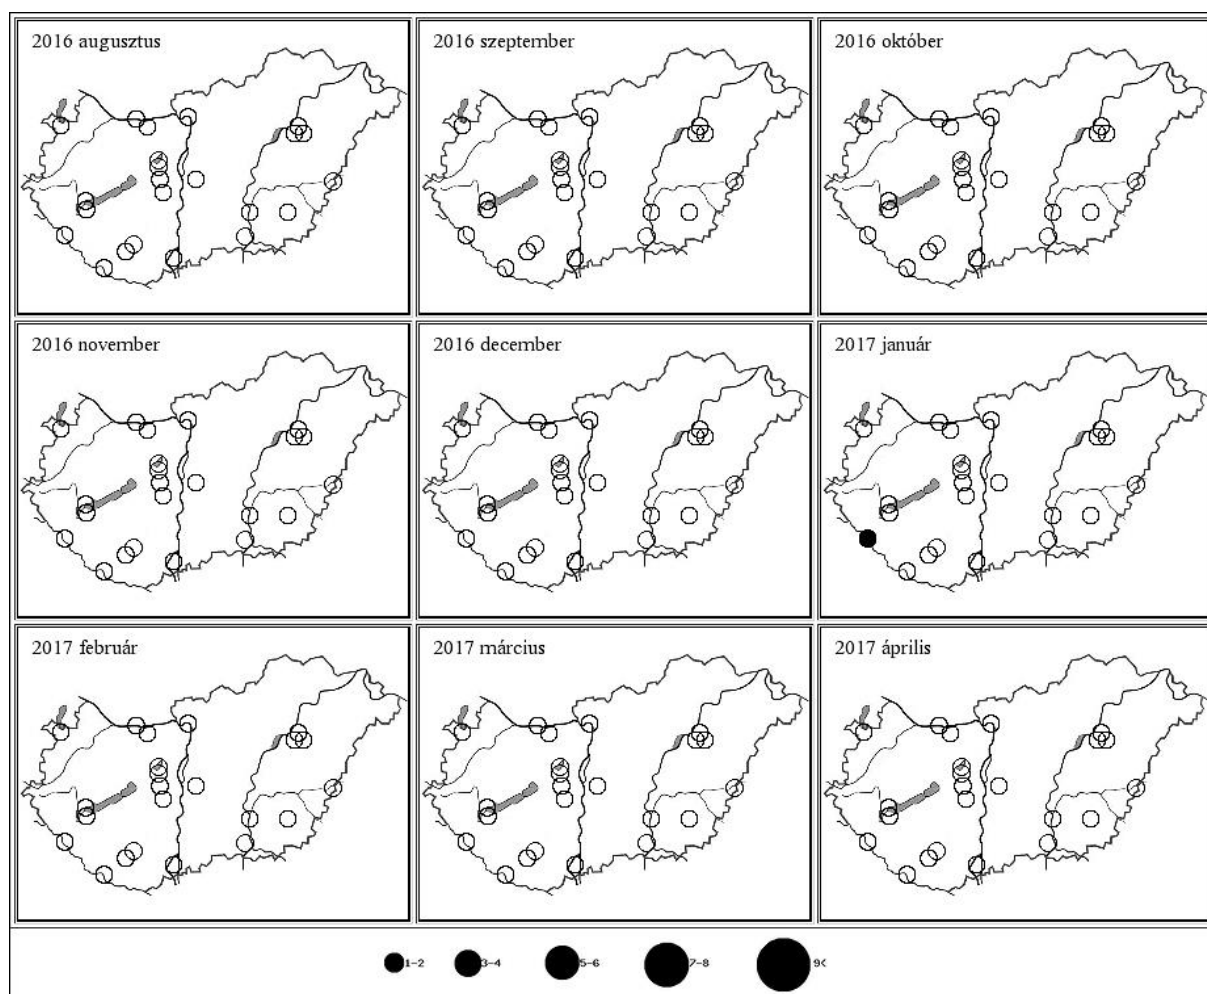 2016 augusztus
2016 szeptember
2016 október
2016 november
2016 december
2017 január
2017 február
2017 március
2017 április
1-2 3-4 5-6 7-8 9<